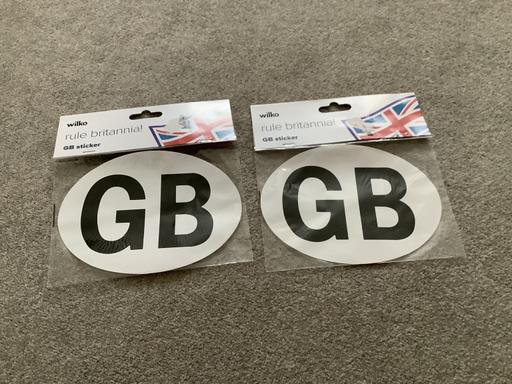 wilko
rule britannia!
GB sticker
GB
wilko
rule britannia!
GB sticker
GB